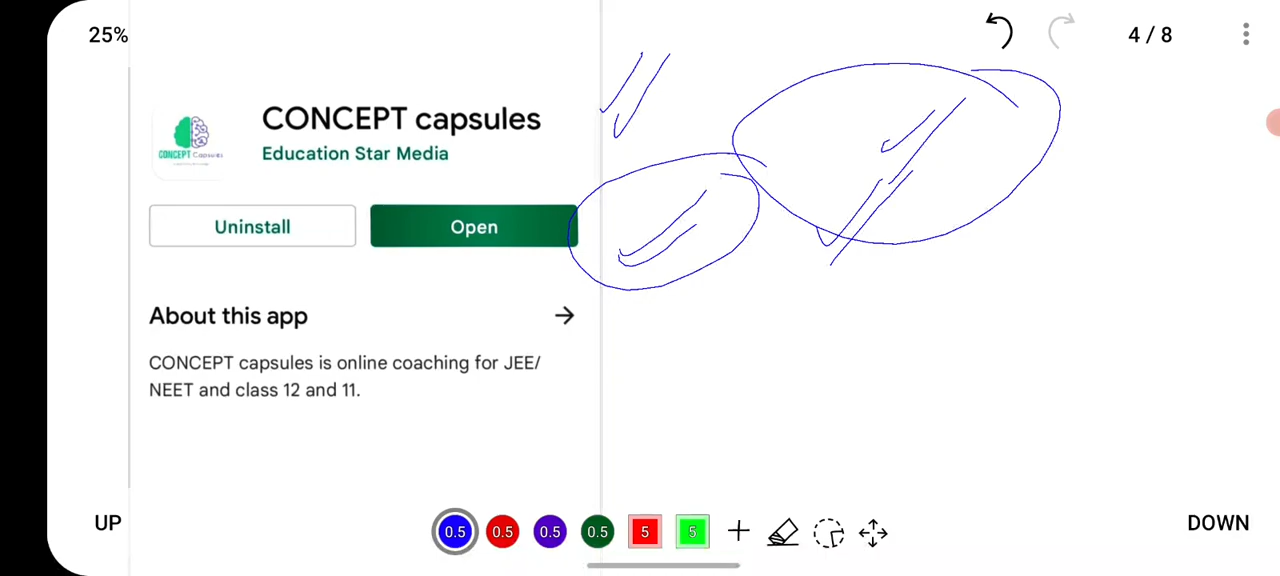 25%
4 / 8
CONCEPT capsules
Education Star Media
CONCEPT Capsules
Uninstall
Open
About this app
CONCEPT capsules is online coaching for JEE/
NEET and class 12 and 11.
UP
0.5 0.5 0.5 0.5 5 5
DOWN